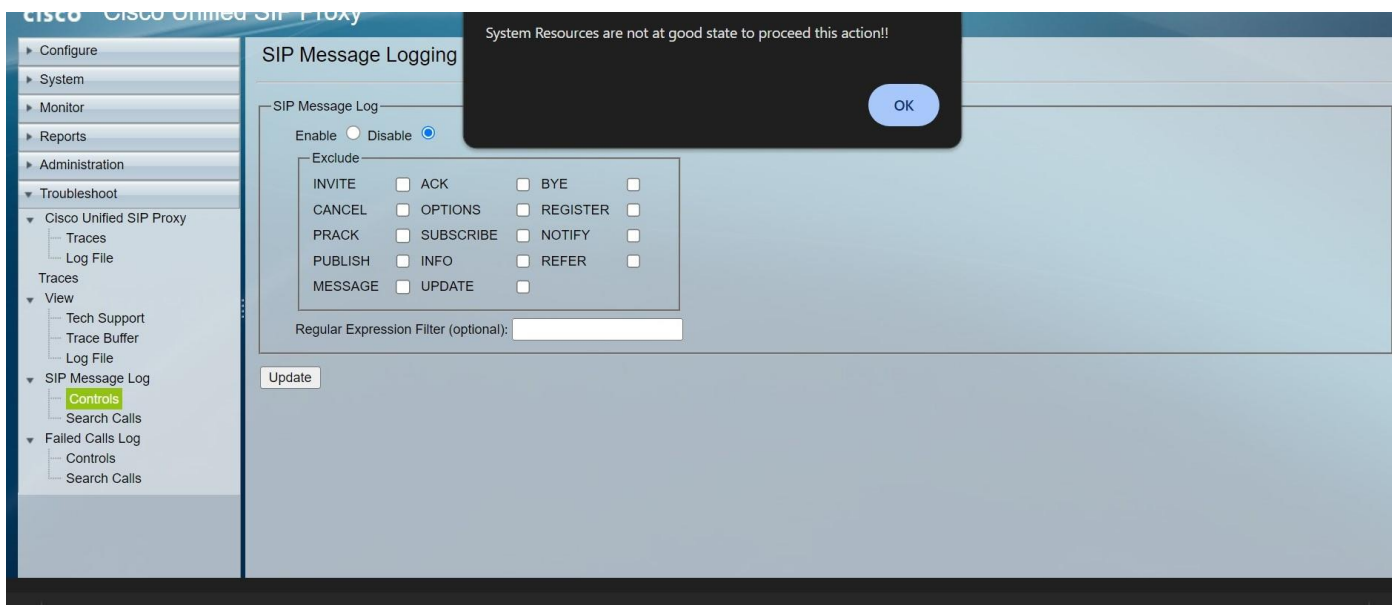 cisco Cisco Unified SIP Proxy
System Resources are not at good state to proceed this action!!
OK
Configure
System
Monitor
Reports
Administration
Troubleshoot
Cisco Unified SIP Proxy
Traces
Log File
Traces
View
Tech Support
Trace Buffer
Log File
SIP Message Log
Controls
Search Calls
Failed Calls Log
Controls
Search Calls
SIP Message Logging
SIP Message Log
Enable Disable
Exclude
INVITE ACK BYE
CANCEL OPTIONS REGISTER
PRACK SUBSCRIBE NOTIFY
PUBLISH INFO REFER
MESSAGE UPDATE
Regular Expression Filter (optional):
Update